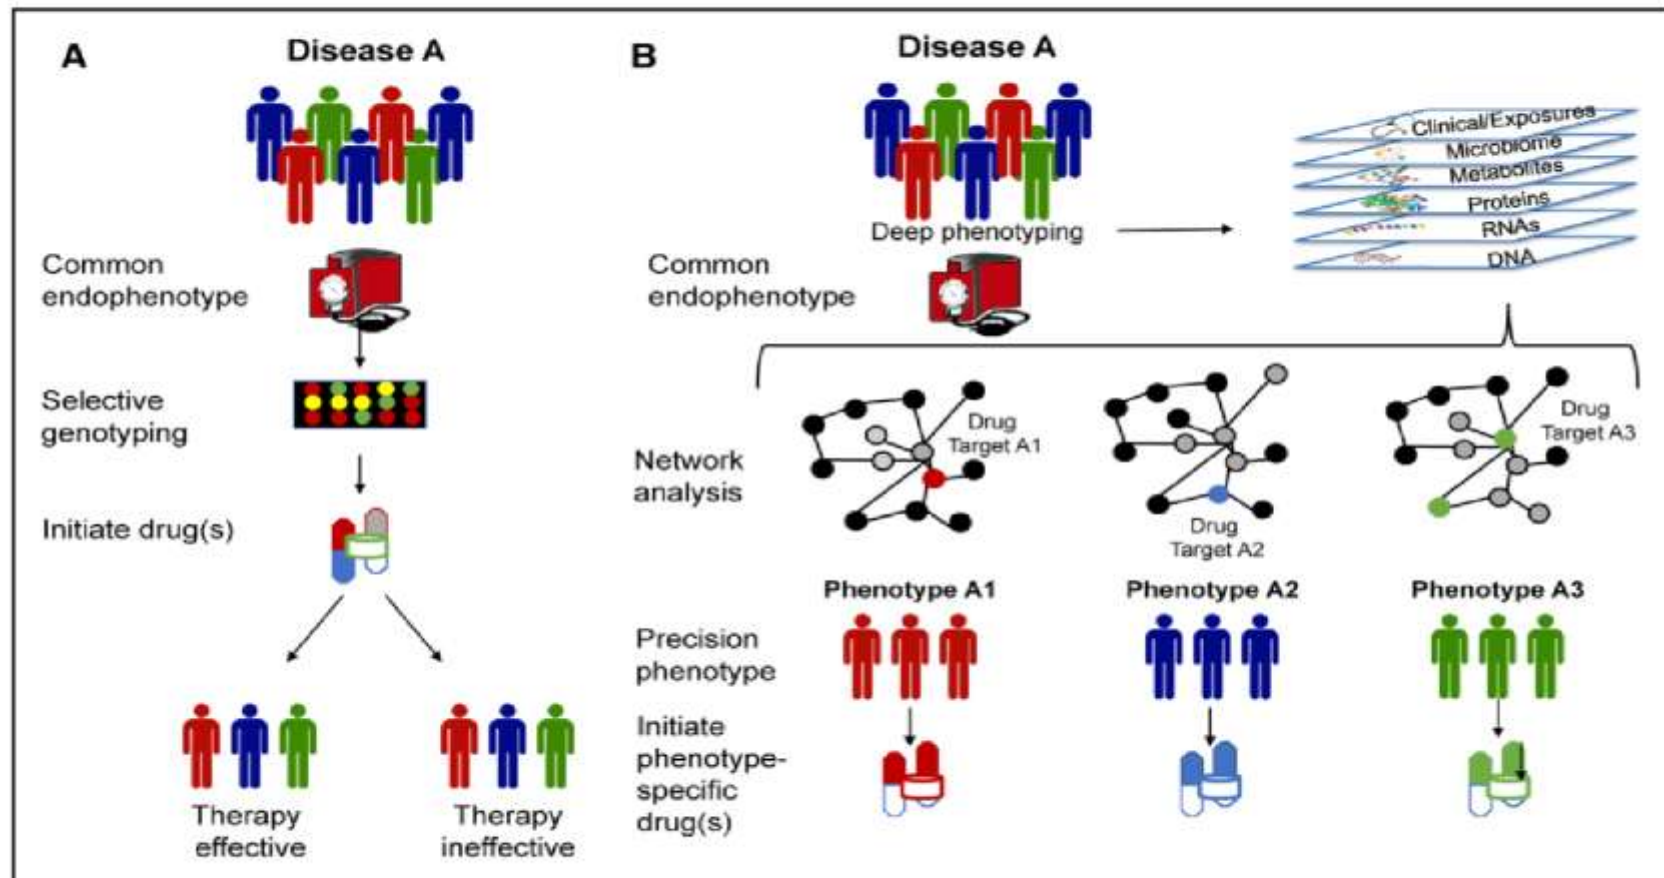 A
Disease A
Common
endophenotype
Selective
genotyping
Initiate drug(s)
Therapy
effective
Therapy
ineffective
B
Disease A
Deep phenotyping
Clinical/Exposures
Microbiome
Metabolites
Proteins
RNAs
DNA
Common
endophenotype
Network
analysis
Drug
Target A1
Drug
Target A2
Drug
Target A3
Phenotype A1
Phenotype A2
Phenotype A3
Precision
phenotype
Initiate
phenotype-
specific
drug(s)